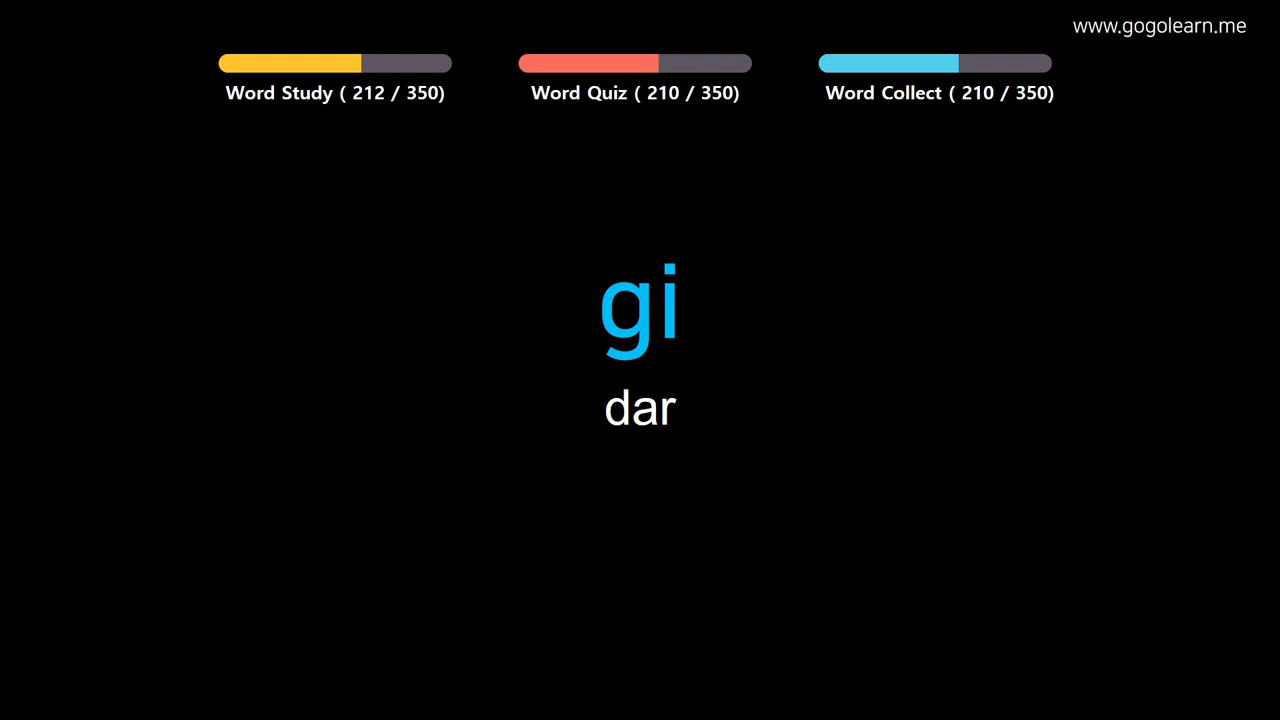 www.gogolearn.me
Word Study ( 212 / 350)
Word Quiz ( 210 / 350)
Word Collect ( 210 / 350)
gi
dar